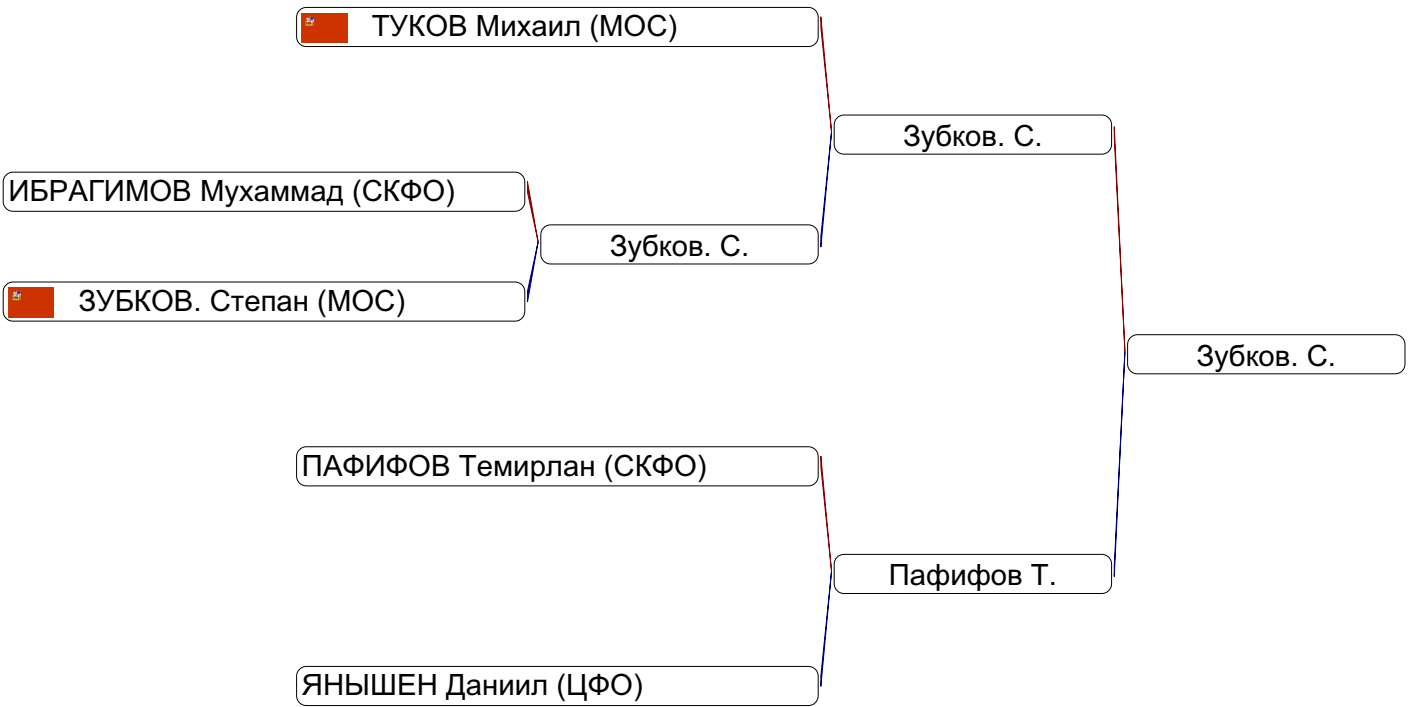 ТУКОВ Михаил (МОС)
Зубков. С.
ИБРАГИМОВ Мухаммад (СКФО)
Зубков. С.
ЗУБКОВ. Степан (МОС)
Зубков. С.
ПАФИФОВ Темирлан (СКФО)
Пафифов Т.
ЯНЫШЕН Даниил (ЦФО)